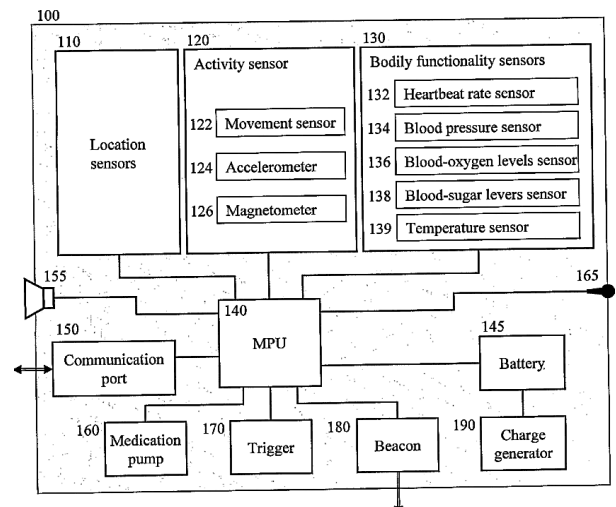 100
110
Location
sensors
120
Activity sensor
122 Movement sensor
124 Accelerometer
126 Magnetometer
130
Bodily functionality sensors
132 Heartbeat rate sensor
134 Blood pressure sensor
136 Blood-oxygen levels sensor
138 Blood-sugar levers sensor
139 Temperature sensor
155
165
140
MPU
150
Communication
port
145
Battery
160
Medication
pump
170
Trigger
180
Beacon
190
Charge
generator